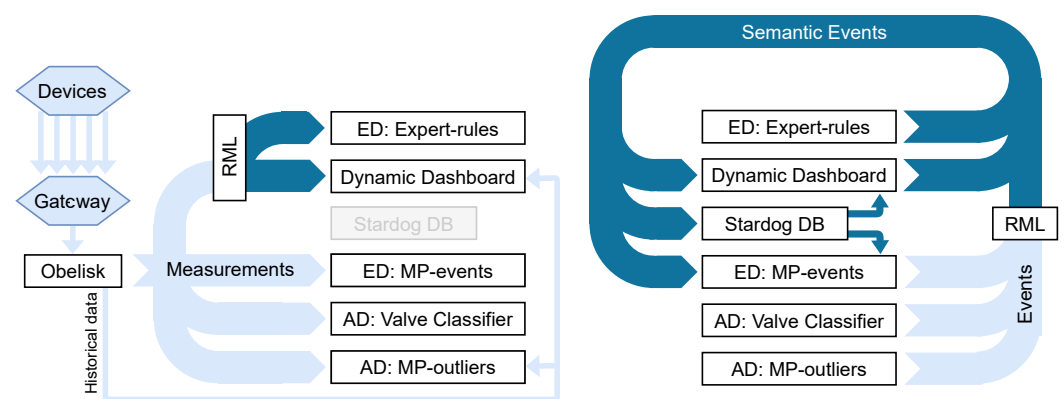 Devices
Gateway
Obelisk
Historical data
Measurements
RML
ED: Expert-rules
Dynamic Dashboard
Stardog DB
ED: MP-events
AD: Valve Classifier
AD: MP-outliers
Semantic Events
ED: Expert-rules
Dynamic Dashboard
Stardog DB
ED: MP-events
AD: Valve Classifier
AD: MP-outliers
RML
Events